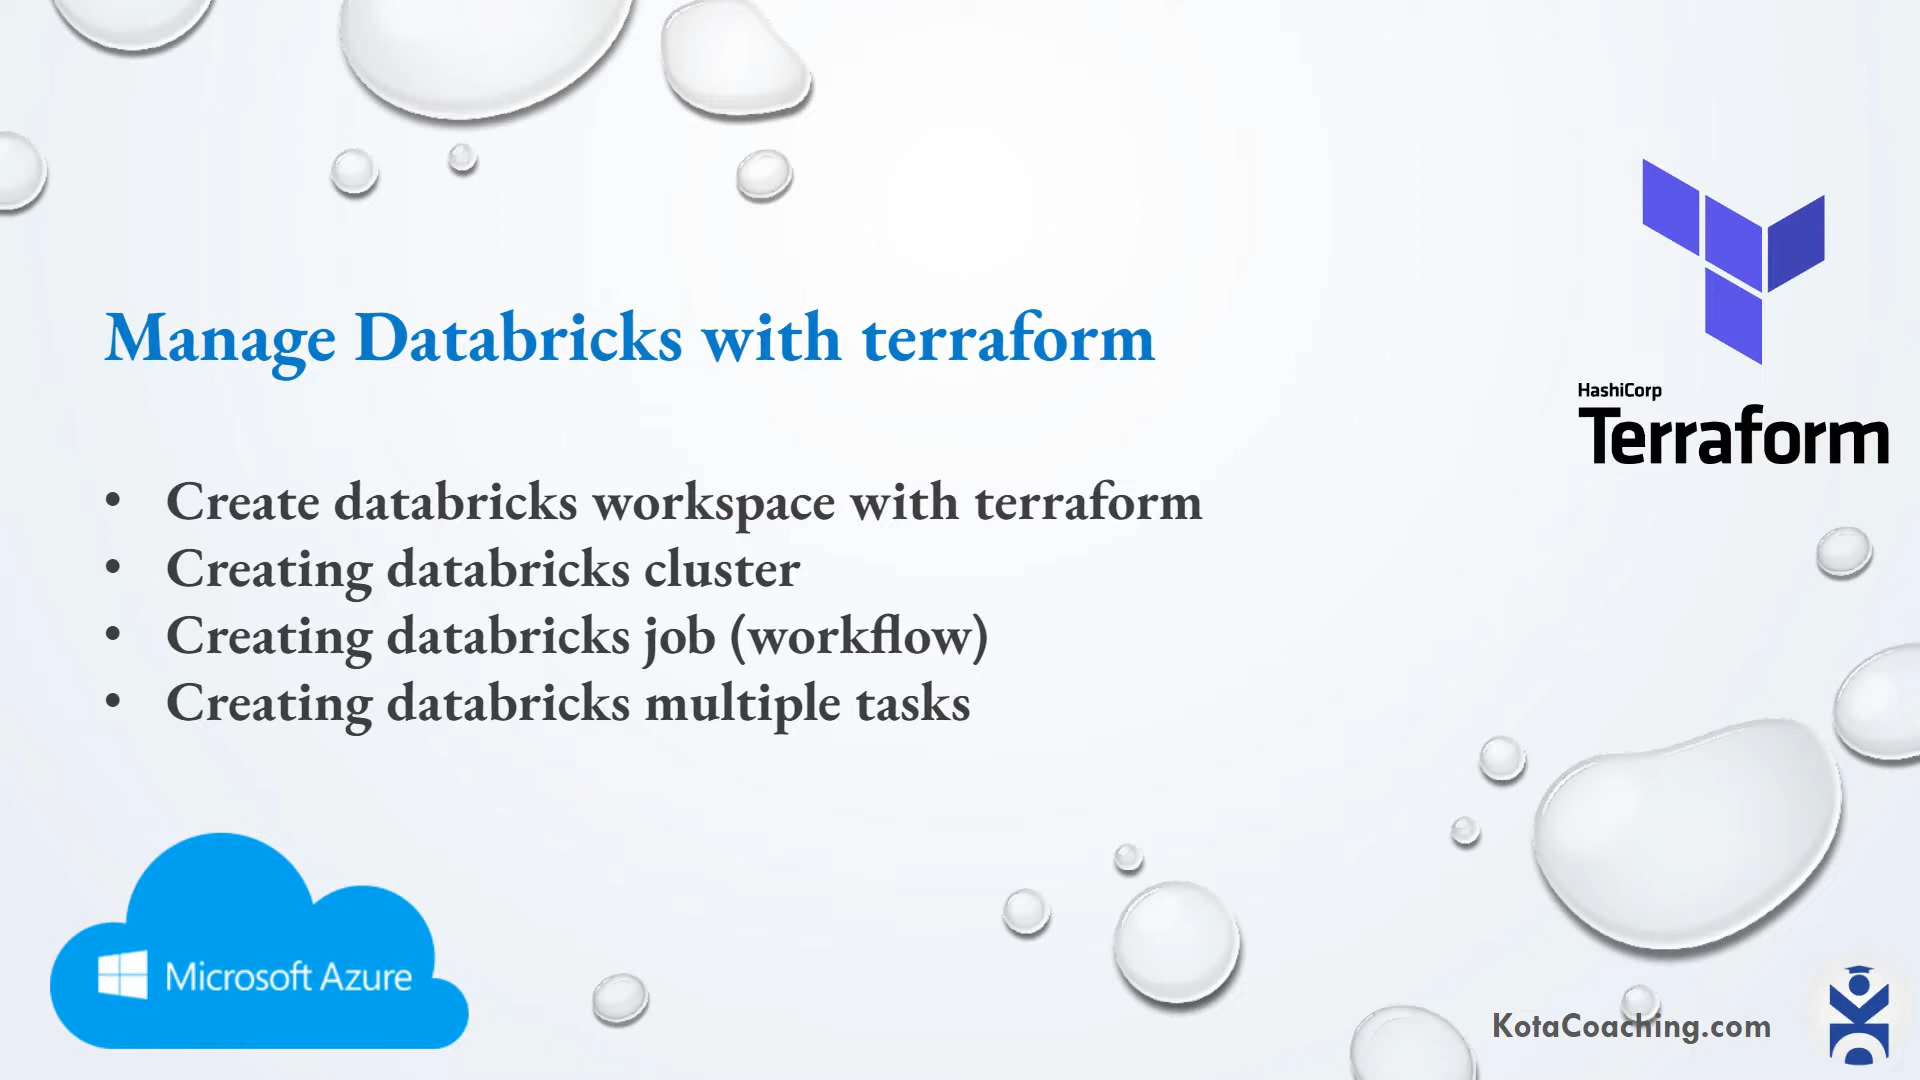 Manage Databricks with terraform
HashiCorp
Terraform
• Create databricks workspace with terraform
• Creating databricks cluster
• Creating databricks job (workflow)
• Creating databricks multiple tasks
Microsoft Azure
KotaCoaching.com